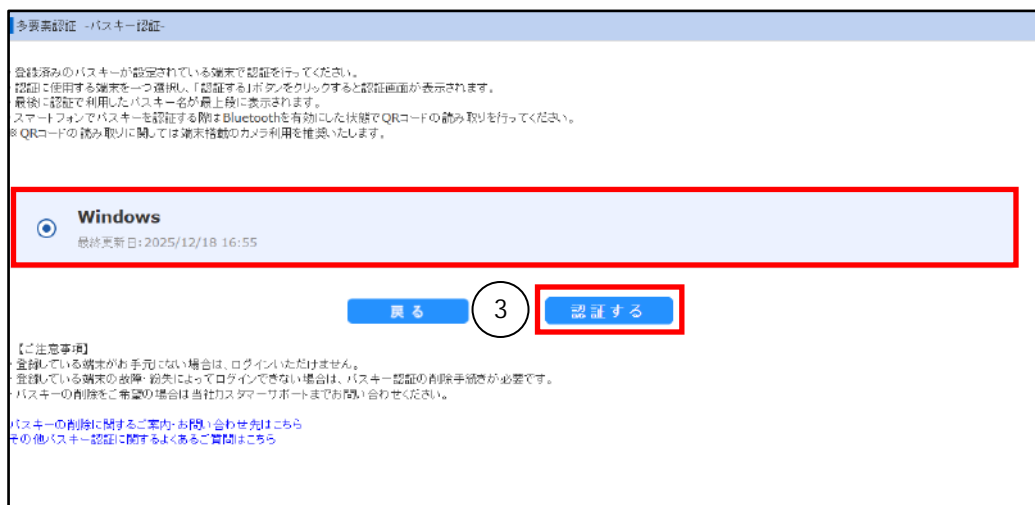 多要素認証 -パスキー認証-
・登録済みのパスキーが設定されている端末で認証を行ってください。
・認証に使用する端末を一つ選択し、「認証する」ボタンをクリックすると認証画面が表示されます。
・最後に認証で利用したパスキー名が最上段に表示されます。
・スマートフォンでパスキーを認証する際はBluetoothを有効にした状態でQRコードの読み取りを行ってください。
※QRコードの読み取りに関しては端末搭載のカメラ利用を推奨いたします。
Windows
最終更新日:2025/12/18 16:55
戻る 3 認証する
【ご注意事項】
・登録している端末がお手元にない場合は、ログインいただけません。
・登録している端末の故障・紛失によってログインできない場合は、パスキー認証の削除手続きが必要です。
・パスキーの削除をご希望の場合は当社カスタマーサポートまでお問い合わせください。
パスキーの削除に関するご案内・お問い合わせ先はこちら
その他パスキー認証に関するよくあるご質問はこちら